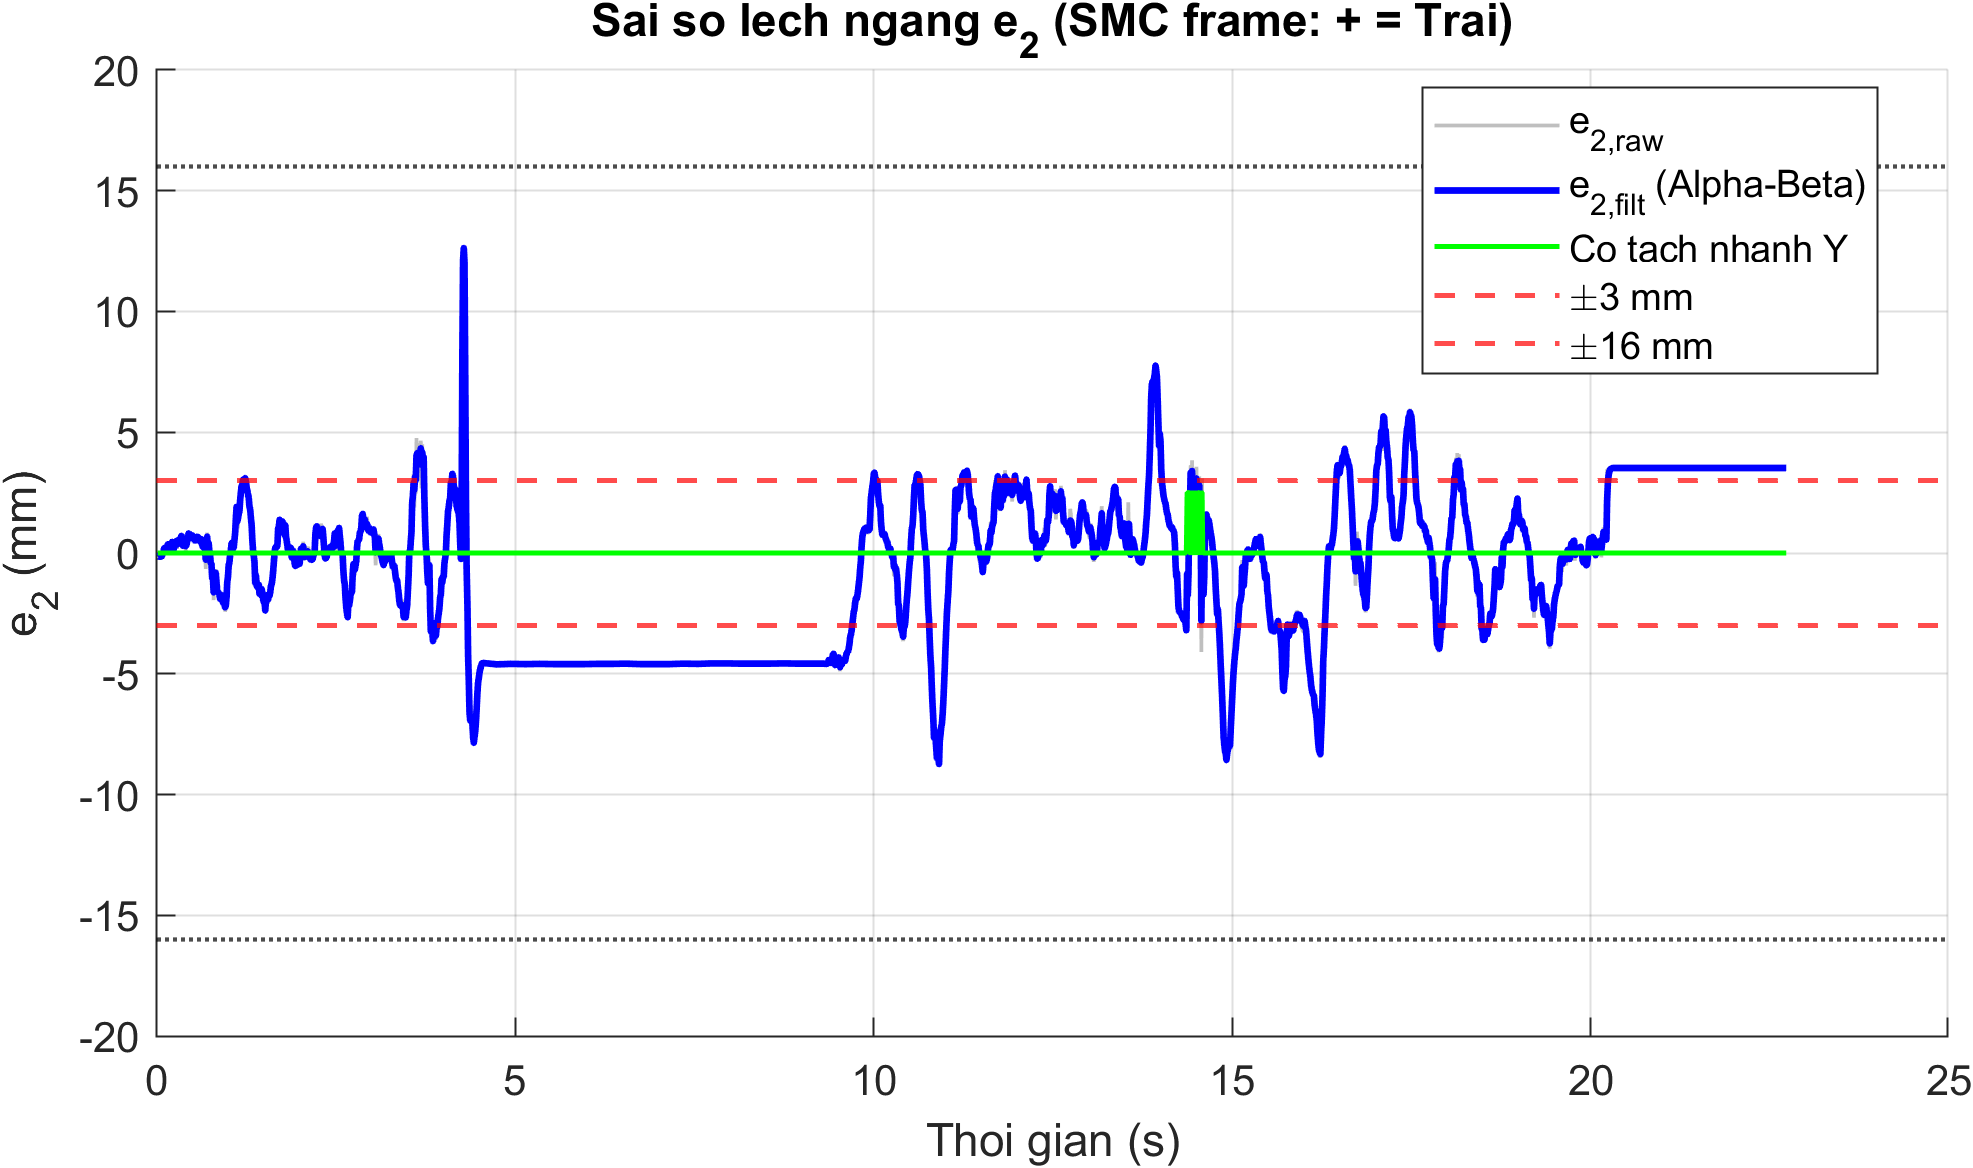 Sai so lech ngang e2 (SMC frame: + = Trai)
20
15
10
5
0
-5
-10
-15
-20
e2 (mm)
e2,raw
e2,filt (Alpha-Beta)
Co tach nhanh Y
±3 mm
±16 mm
0
5
10
15
20
25
Thoi gian (s)